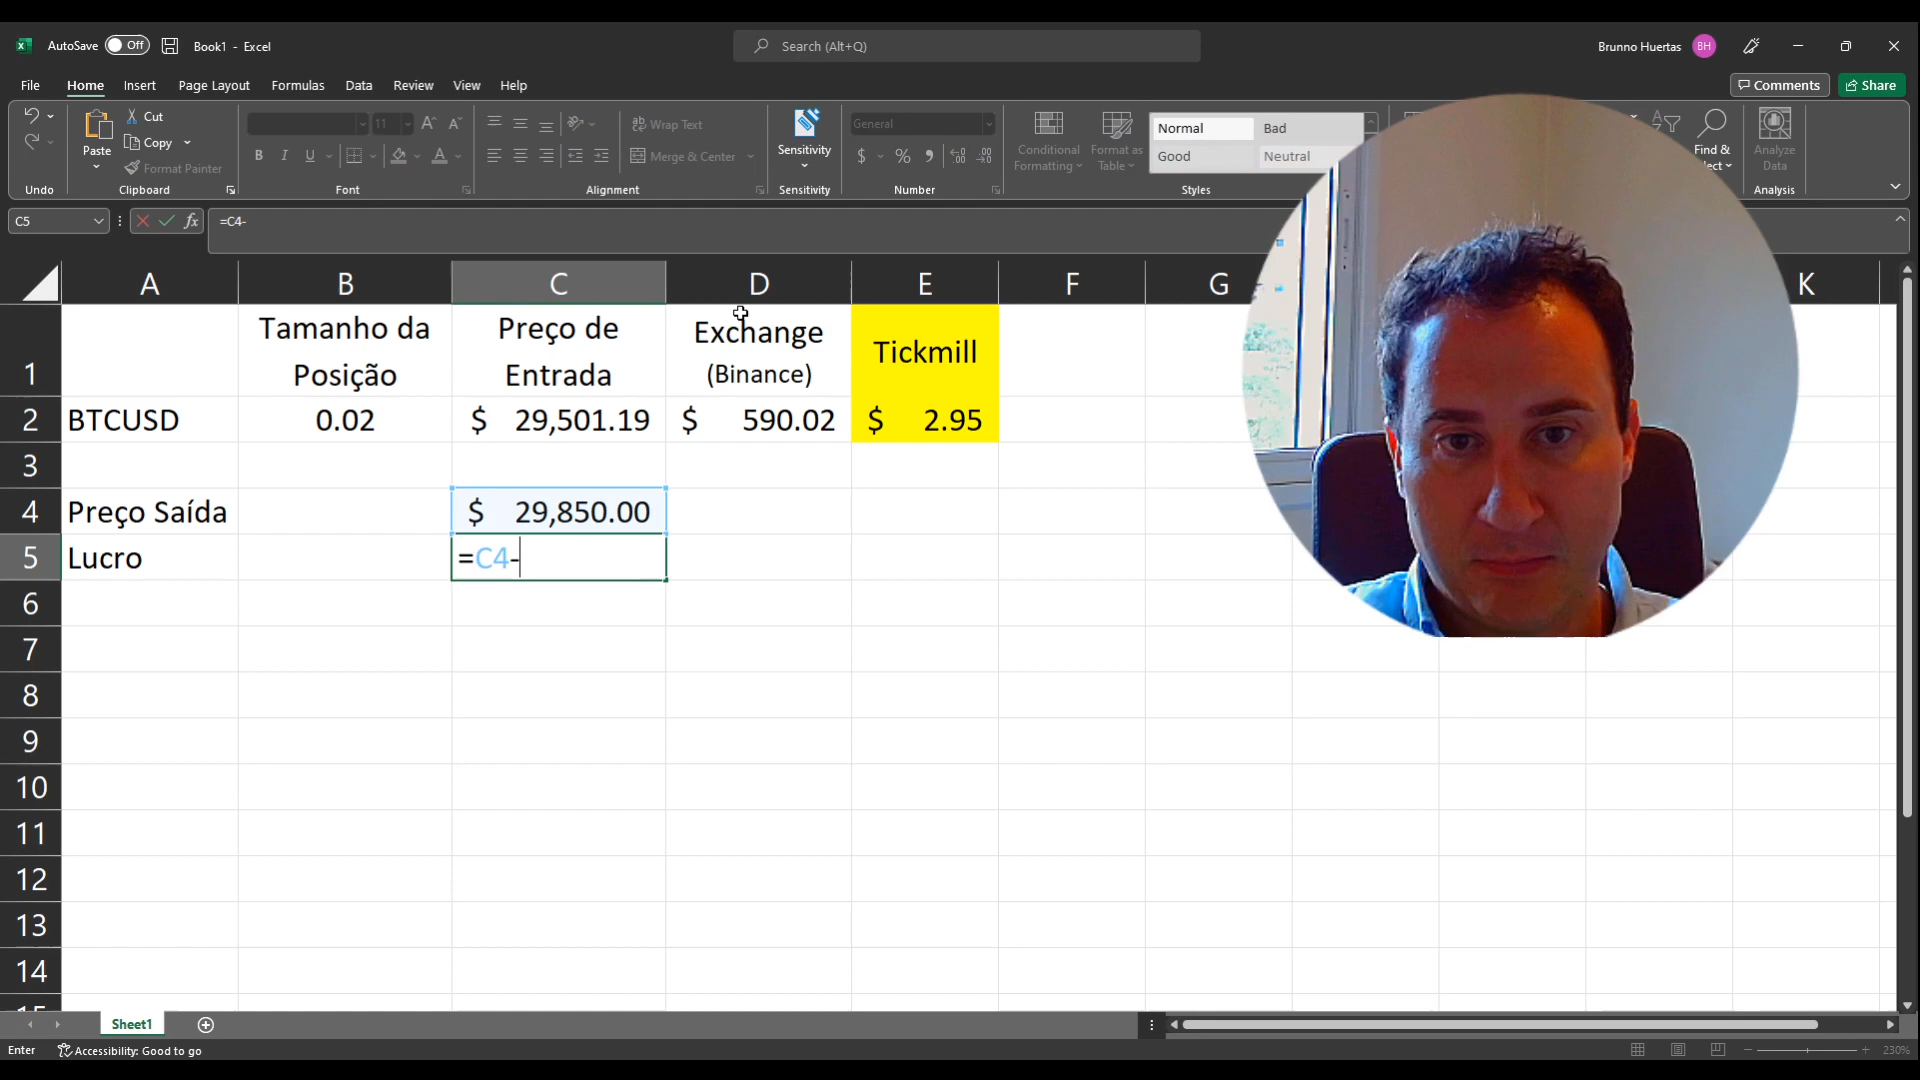 AutoSave Off Book1 - Excel Search (Alt+Q) Brunno Huertas BH
File Home Insert Page Layout Formulas Data Review View Help Comments Share
Cut 11 Wrap Text General Normal Bad
Paste Copy Sensitivity Conditional Format as Find & Analyze
Format Painter B I U Merge & Center $ % Formatting Table Good Neutral Data
Undo Clipboard Font Alignment Sensitivity Number Styles Analysis
C5 fx =C4-
A B C D E F G K
1 Tamanho da Posição Preço de Entrada Exchange (Binance) Tickmill
2 BTCUSD 0.02 $ 29,501.19 $ 590.02 $ 2.95
3
4 Preço Saída $ 29,850.00
5 Lucro =C4-
6
7
8
9
10
11
12
13
14
15
Sheet1
Enter Accessibility: Good to go 230%